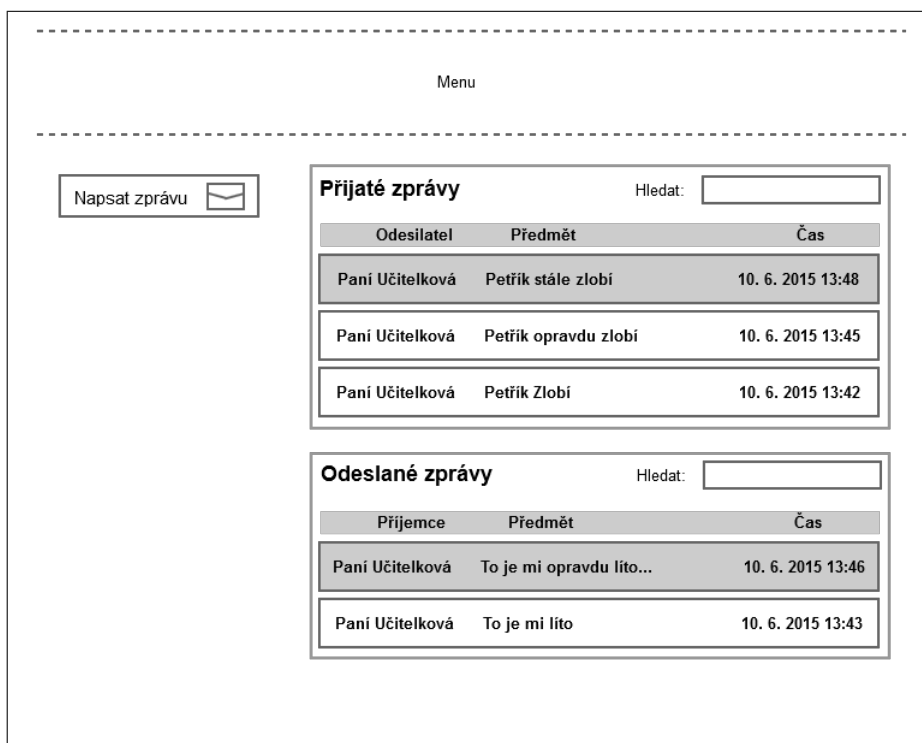 Menu
Napsat zprávu
Přijaté zprávy Hledat:
Odesilatel Předmět Čas
Paní Učitelková Petřík stále zlobí 10. 6. 2015 13:48
Paní Učitelková Petřík opravdu zlobí 10. 6. 2015 13:45
Paní Učitelková Petřík Zlobí 10. 6. 2015 13:42
Odeslané zprávy Hledat:
Příjemce Předmět Čas
Paní Učitelková To je mi opravdu líto... 10. 6. 2015 13:46
Paní Učitelková To je mi líto 10. 6. 2015 13:43